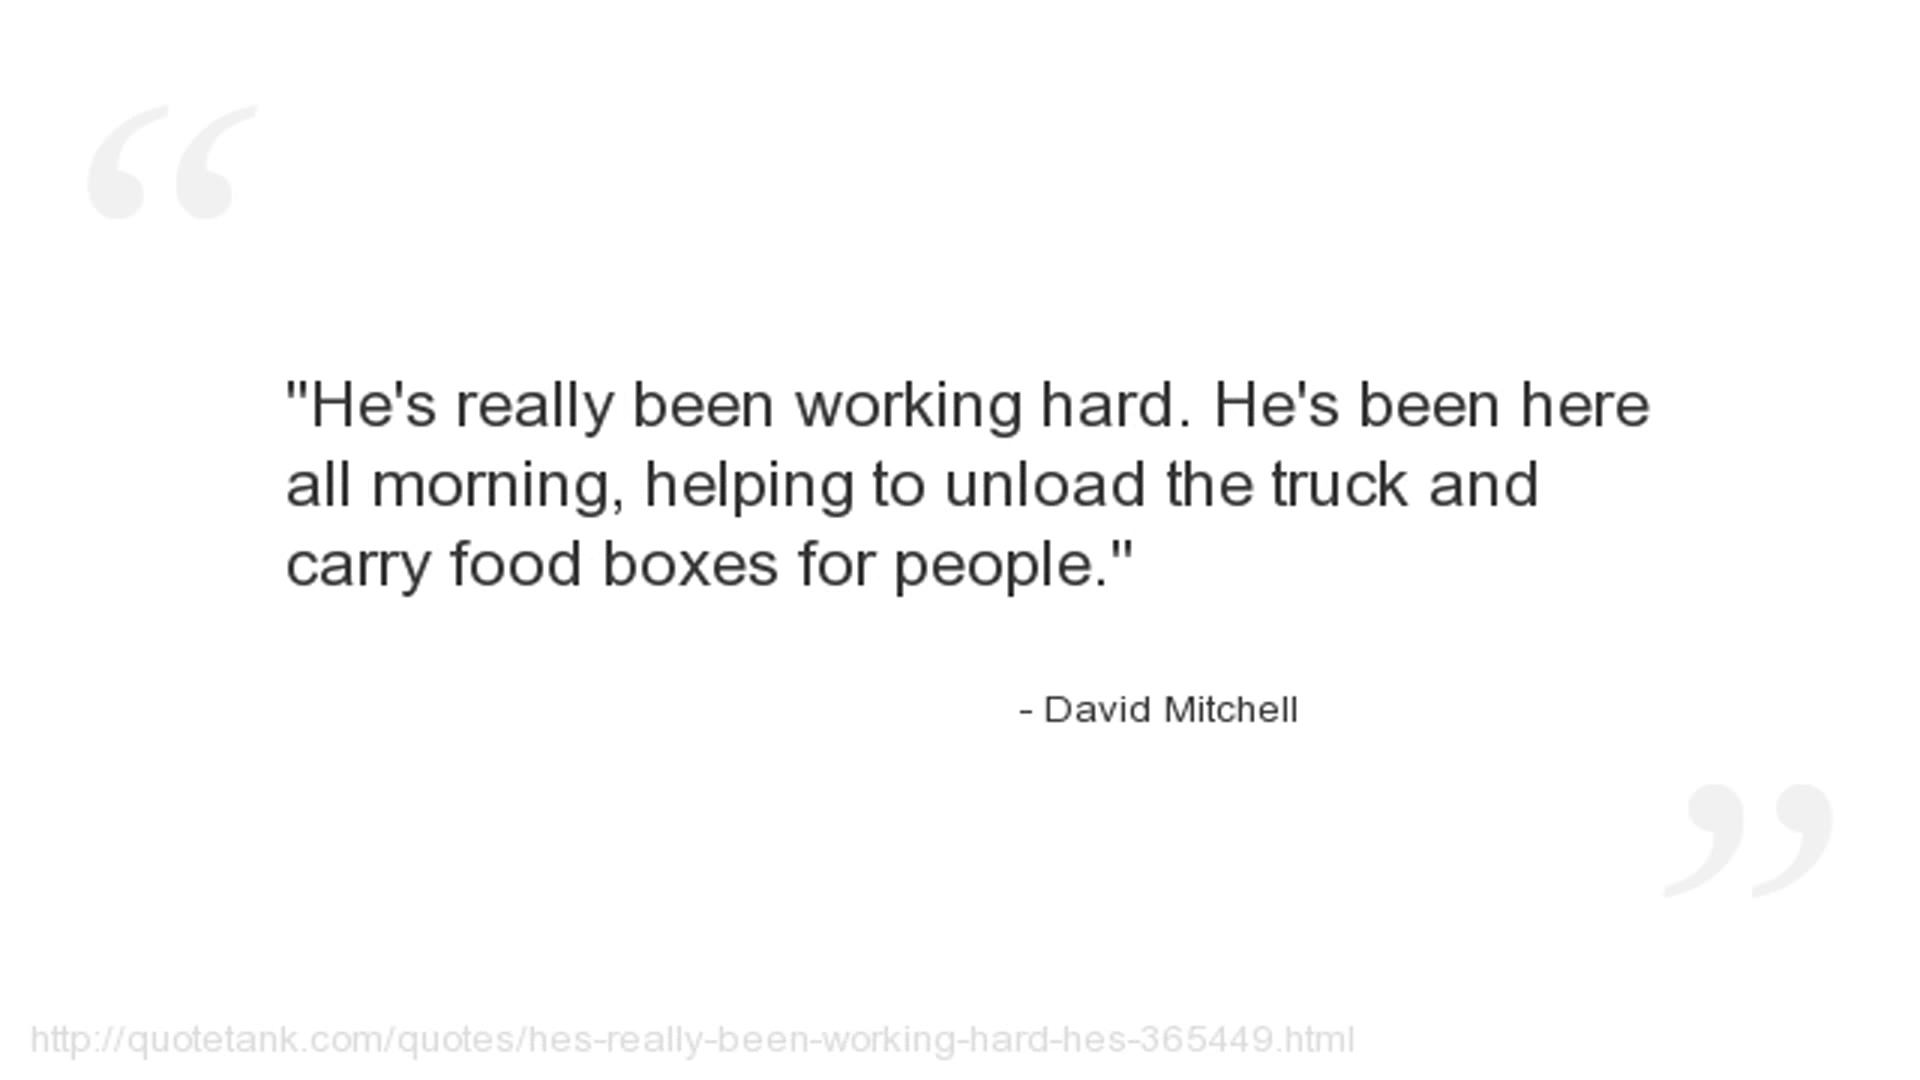 "He's really been working hard. He's been here
all morning, helping to unload the truck and
carry food boxes for people."
- David Mitchell
http://quotetank.com/quotes/hes-really-been-working-hard-hes-365449.html